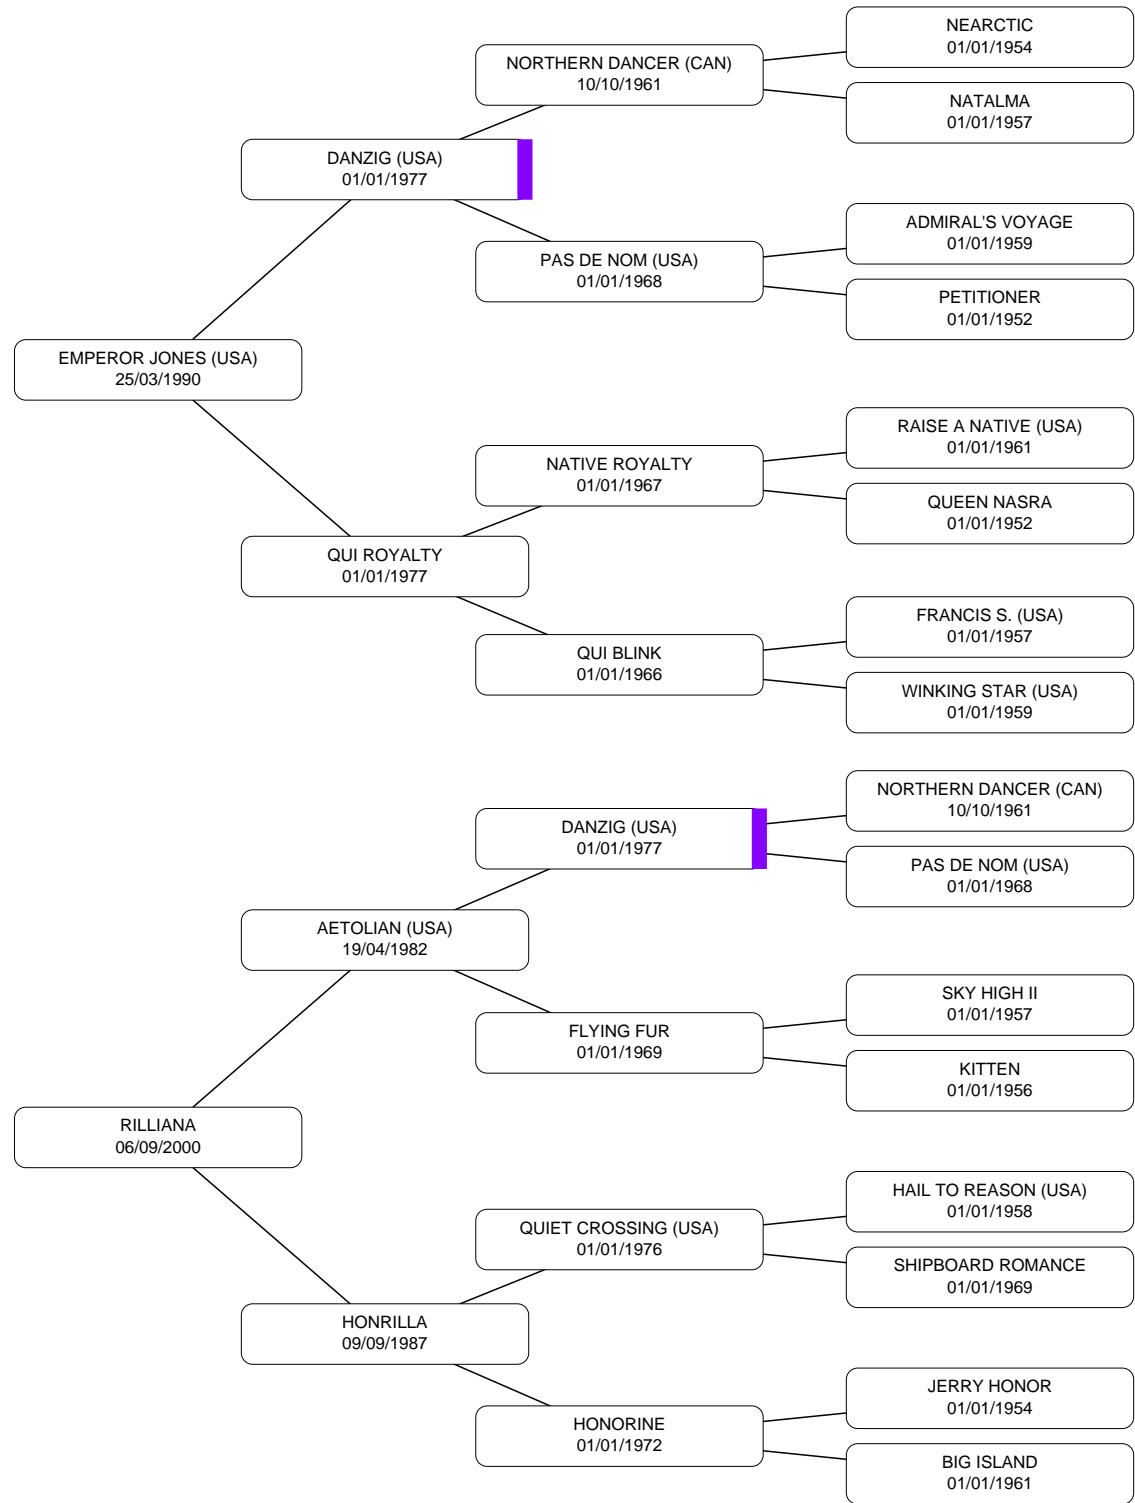 NEARCTIC
01/01/1954
NORTHERN DANCER (CAN)
10/10/1961
NATALMA
01/01/1957
DANZIG (USA)
01/01/1977
ADMIRAL'S VOYAGE
01/01/1959
PAS DE NOM (USA)
01/01/1968
PETITIONER
01/01/1952
EMPEROR JONES (USA)
25/03/1990
RAISE A NATIVE (USA)
01/01/1961
NATIVE ROYALTY
01/01/1967
QUEEN NASRA
01/01/1952
QUI ROYALTY
01/01/1977
FRANCIS S. (USA)
01/01/1957
QUI BLINK
01/01/1966
WINKING STAR (USA)
01/01/1959
NORTHERN DANCER (CAN)
10/10/1961
DANZIG (USA)
01/01/1977
PAS DE NOM (USA)
01/01/1968
AETOLIAN (USA)
19/04/1982
SKY HIGH II
01/01/1957
FLYING FUR
01/01/1969
KITTEN
01/01/1956
RILLIANA
06/09/2000
HAIL TO REASON (USA)
01/01/1958
QUIET CROSSING (USA)
01/01/1976
SHIPBOARD ROMANCE
01/01/1969
HONRILLA
09/09/1987
JERRY HONOR
01/01/1954
HONORINE
01/01/1972
BIG ISLAND
01/01/1961